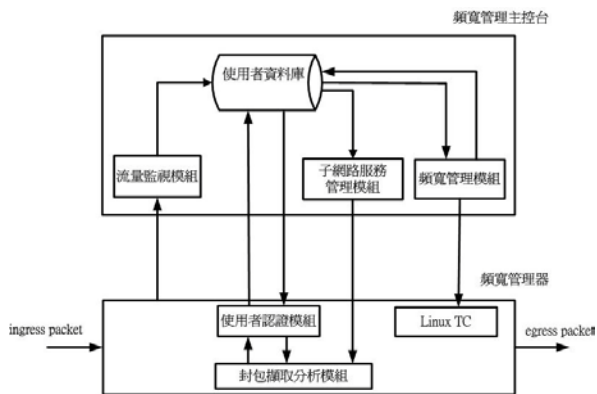 頻寬管理主控台
使用者資料庫
流量監視模組
子網路服務
管理模組
頻寬管理模組
頻寬管理器
ingress packet
使用者認證模組
Linux TC
egress packet
封包擷取分析模組